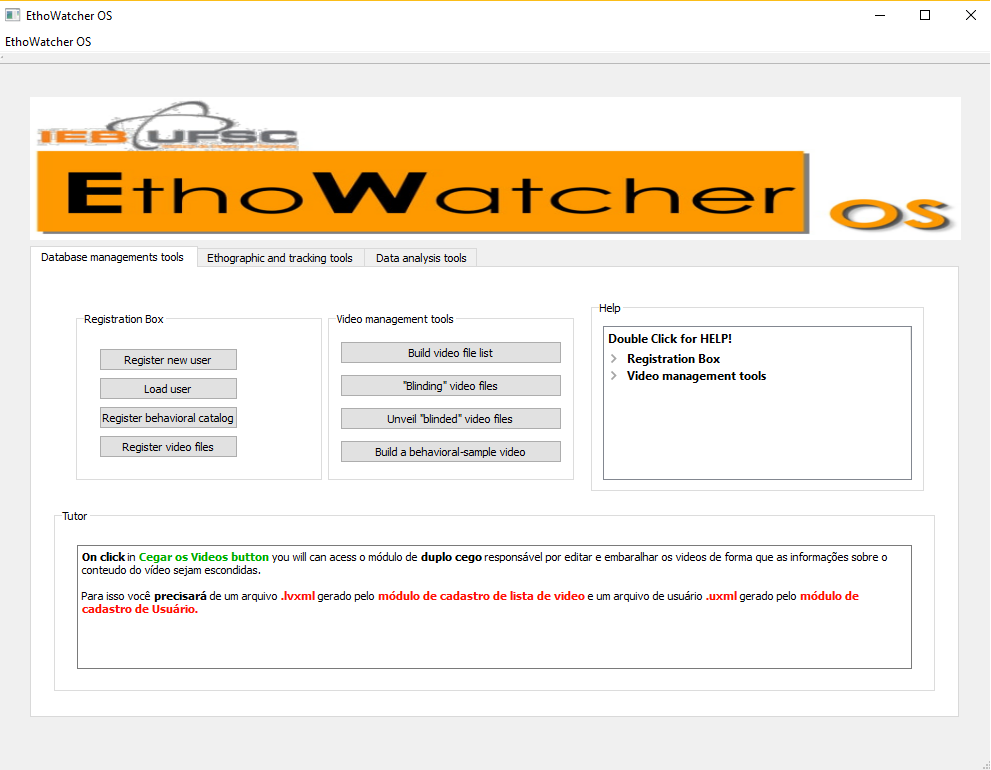 EthoWatcher OS
EthoWatcher OS
IEB UFSC
EthoWatcher OS
Database managements tools
Ethographic and tracking tools
Data analysis tools
Registration Box
Register new user
Load user
Register behavioral catalog
Register video files
Video management tools
Build video file list
"Blinding" video files
Unveil "blinded" video files
Build a behavioral-sample video
Help
Double Click for HELP!
Registration Box
Video management tools
Tutor
On click in Cegar os Videos button you will can acess o módulo de duplo cego responsável por editar e embaralhar os videos de forma que as informações sobre o
conteudo do vídeo sejam escondidas.
Para isso você precisará de um arquivo .lvxml gerado pelo módulo de cadastro de lista de video e um arquivo de usuário .uxml gerado pelo módulo de
cadastro de Usuário.